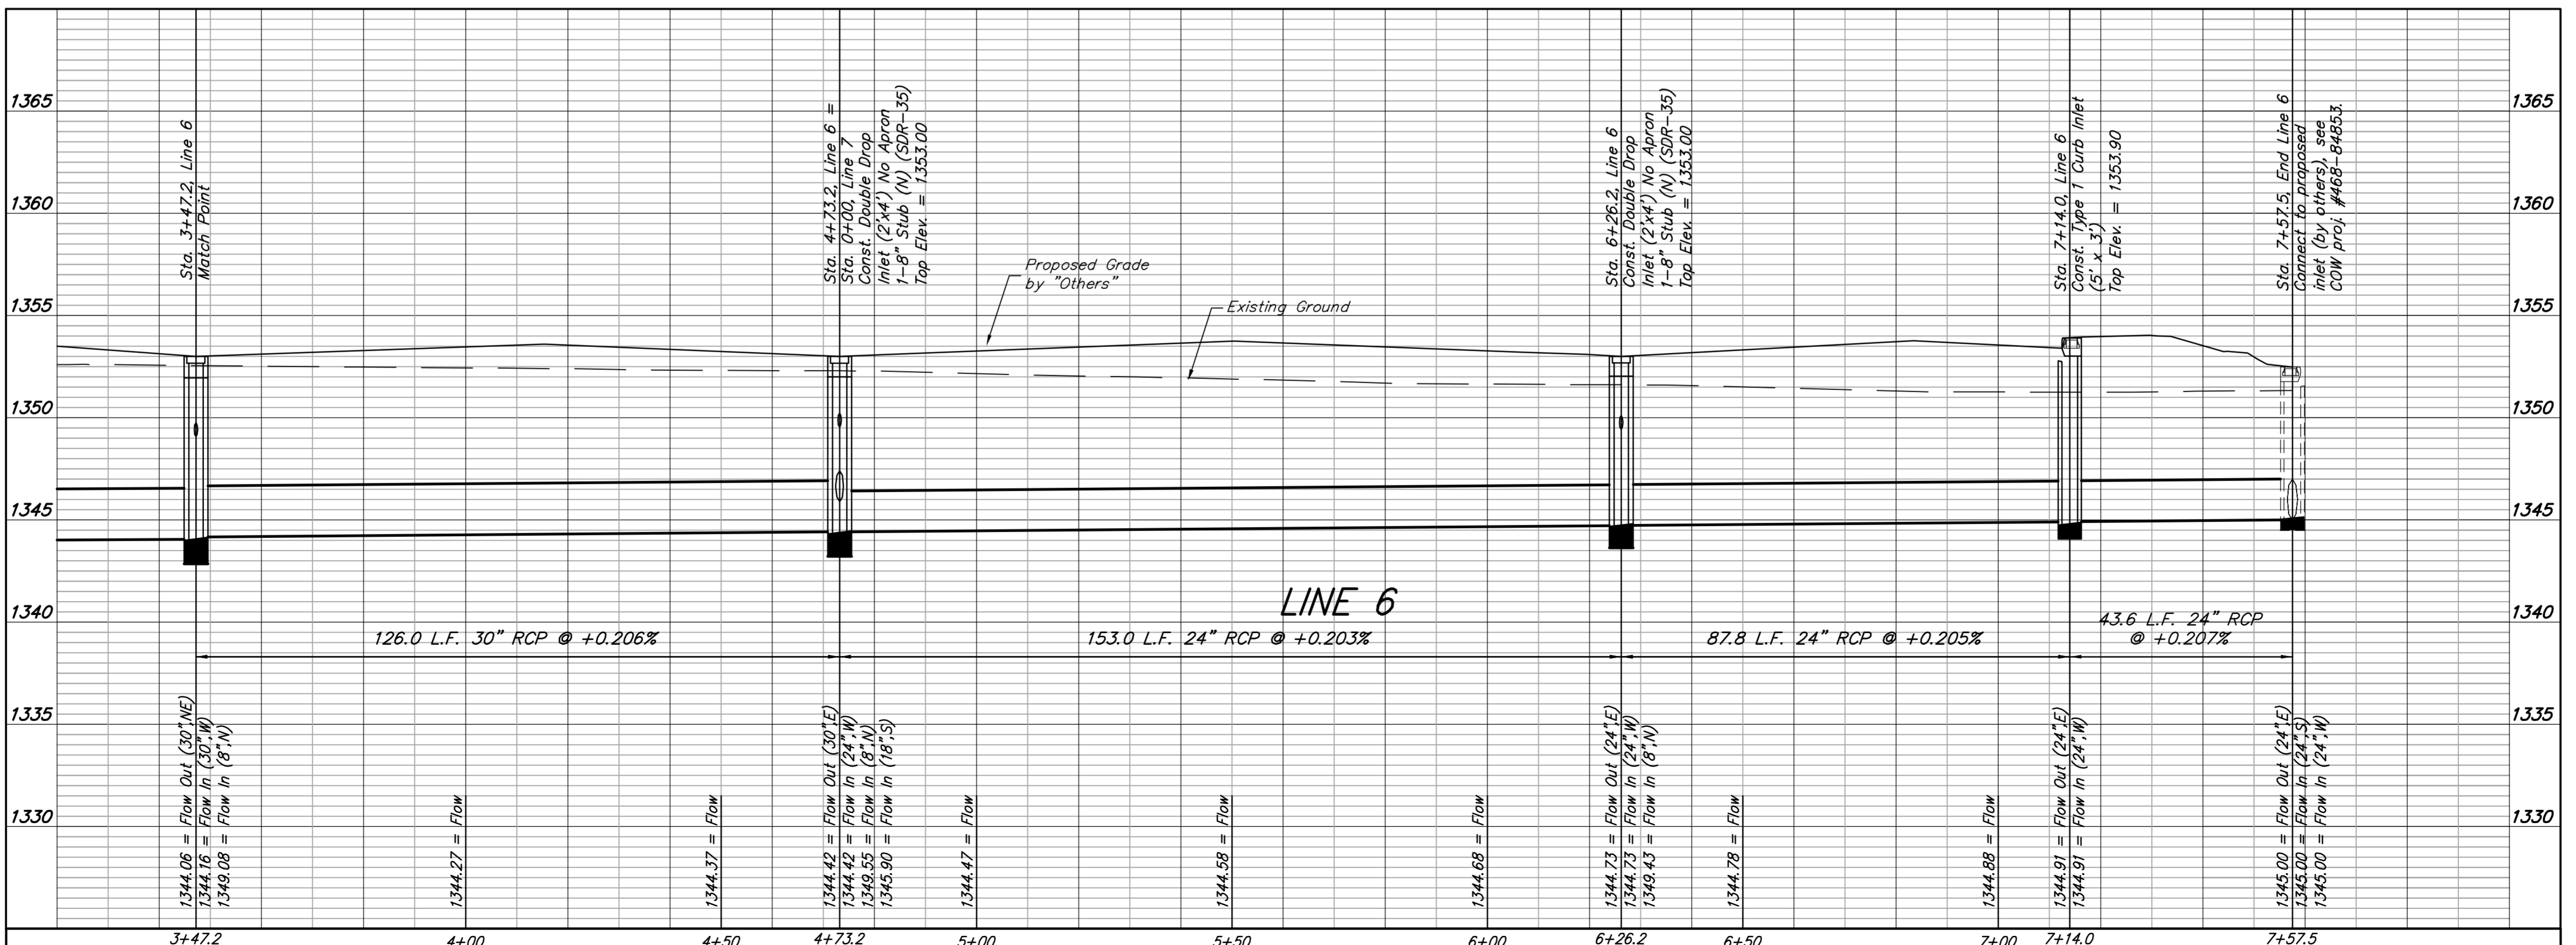 1365
1360
1355
1350
1345
1340
1335
1330
Sta. 3+47.2, Line 6
Match Point
Sta. 4+73.2, Line 6 =
Sta. 0+00, Line 7
Const. Double Drop
Inlet (2'x4') No Apron
1-8" Stub (N) (SDR-35)
Top Elev. = 1353.00
Proposed Grade
by "Others"
Existing Ground
Sta. 6+26.2, Line 6
Const. Double Drop
Inlet (2'x4') No Apron
1-8" Stub (N) (SDR-35)
Top Elev. = 1353.00
Sta. 7+14.0, Line 6
Const. Type 1 Curb Inlet
(5' x 3')
Top Elev. = 1353.90
Sta. 7+57.5, End Line 6
Connect to proposed
inlet (by others), see
COW proj. #468-84853.
1365
1360
1355
1350
1345
1340
1335
1330
LINE 6
126.0 L.F. 30" RCP @ +0.206%
153.0 L.F. 24" RCP @ +0.203%
87.8 L.F. 24" RCP @ +0.205%
43.6 L.F. 24" RCP
@ +0.207%
1344.06 = Flow Out (30",NE)
1344.16 = Flow In (30",W)
1349.08 = Flow In (8",N)
1344.27 = Flow
1344.37 = Flow
1344.42 = Flow Out (30",E)
1344.42 = Flow In (24",W)
1349.55 = Flow In (8",N)
1345.90 = Flow In (18",S)
1344.47 = Flow
1344.58 = Flow
1344.68 = Flow
1344.73 = Flow Out (24",E)
1344.73 = Flow In (24",W)
1349.43 = Flow In (8",N)
1344.78 = Flow
1344.88 = Flow
1344.91 = Flow Out (24",E)
1344.91 = Flow In (24",W)
1345.00 = Flow Out (24",E)
1345.00 = Flow In (24",S)
1345.00 = Flow In (24",W)
3+47.2
4+00
4+50
4+73.2
5+00
5+50
6+00
6+26.2
6+50
7+00
7+14.0
7+57.5